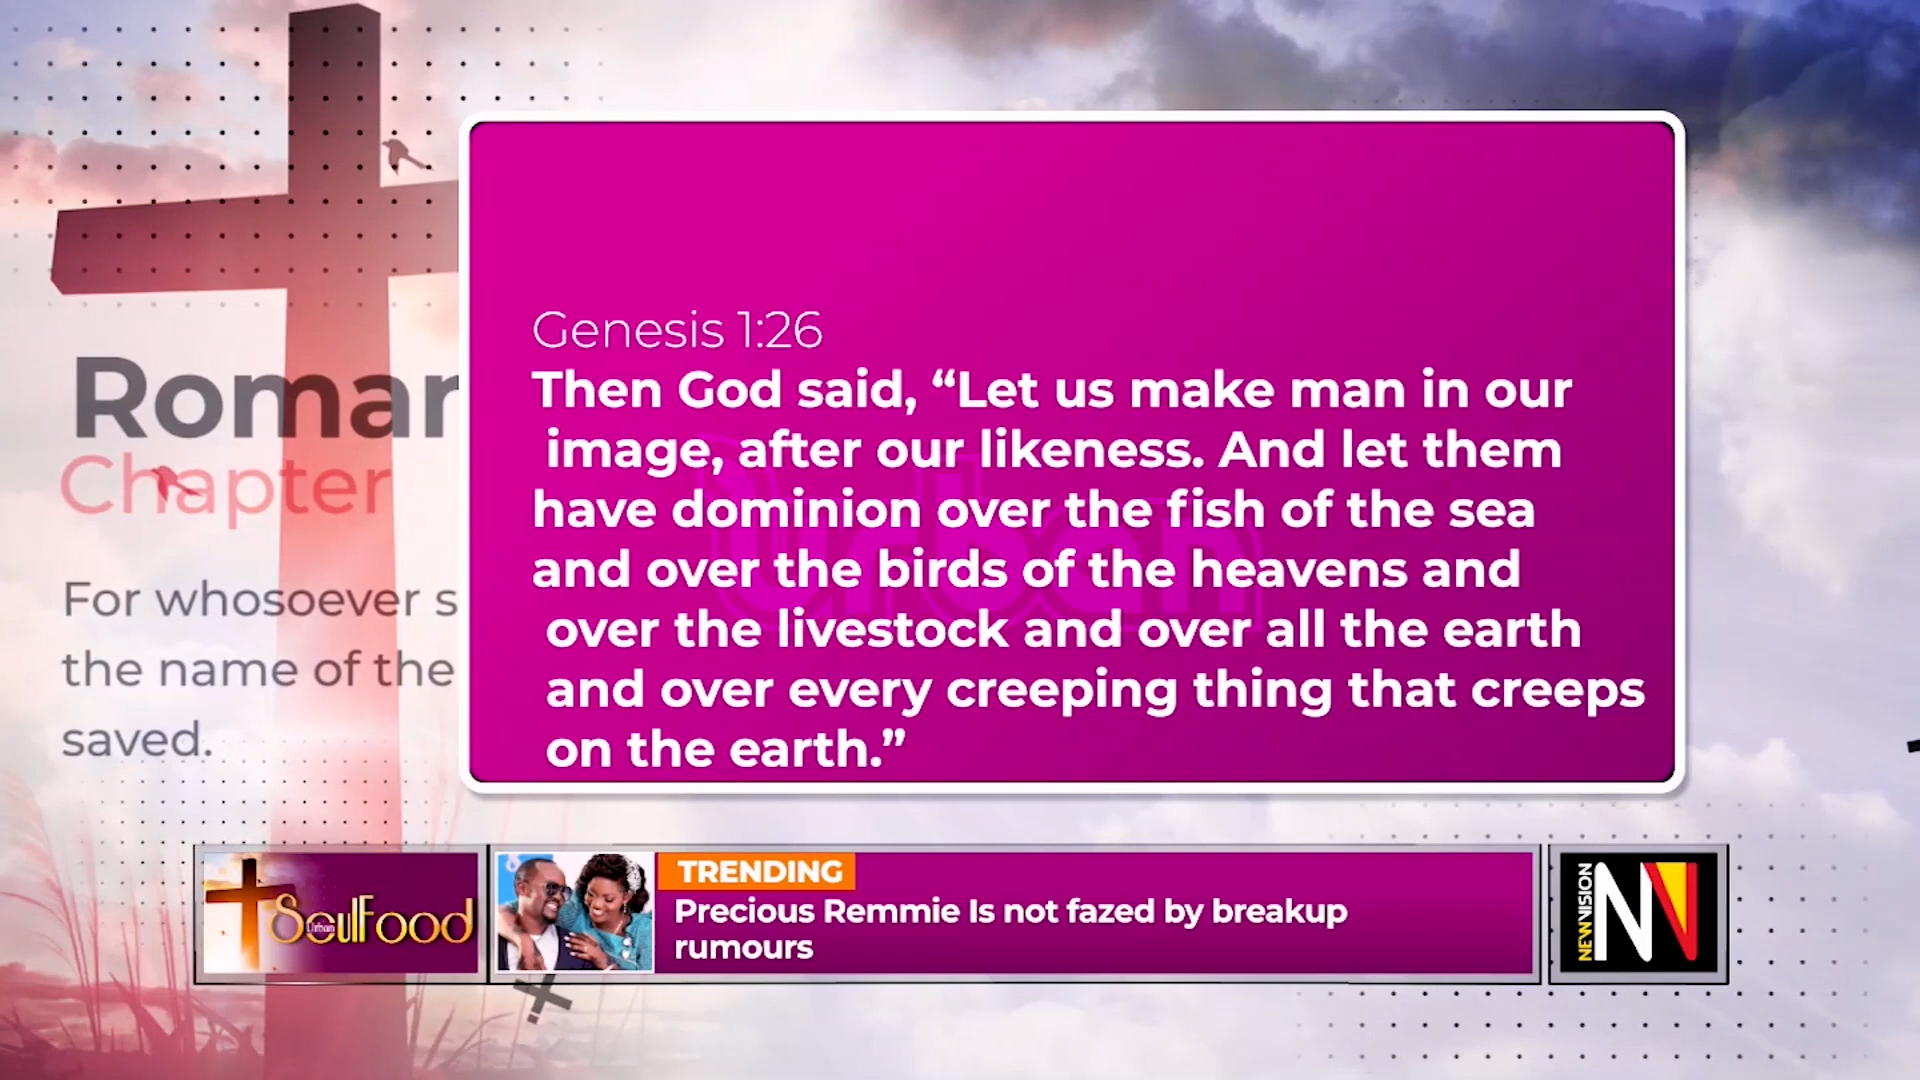 Roman
Chapter
For whosoever s
the name of the
saved.
Genesis 1:26
Then God said, “Let us make man in our
image, after our likeness. And let them
have dominion over the fish of the sea
and over the birds of the heavens and
over the livestock and over all the earth
and over every creeping thing that creeps
on the earth.”
Urban
Urban
SoulFood
TRENDING
Precious Remmie Is not fazed by breakup
rumours
NEW VISION